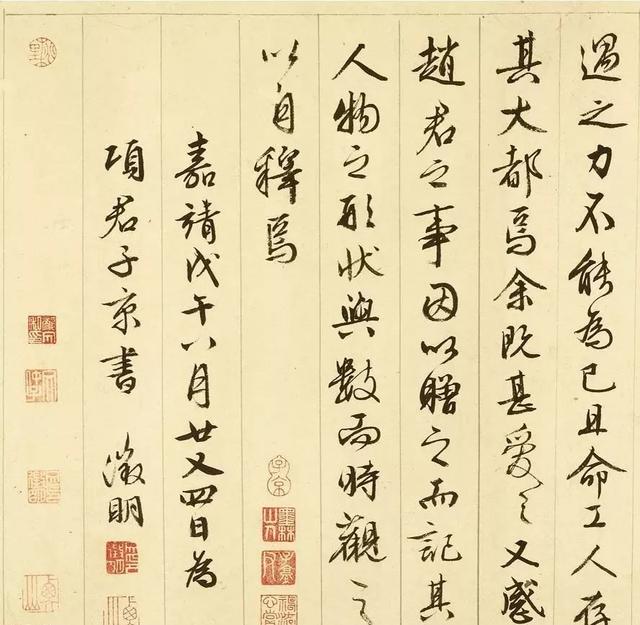 過之力不能為已且命工人存
其大都焉余既甚愛之又感
趙君之事因以贈之而記其
人物之形狀與數而時觀之
以自釋焉
嘉靖戊午八月廿又四日為
項君子京書 徵明
子京